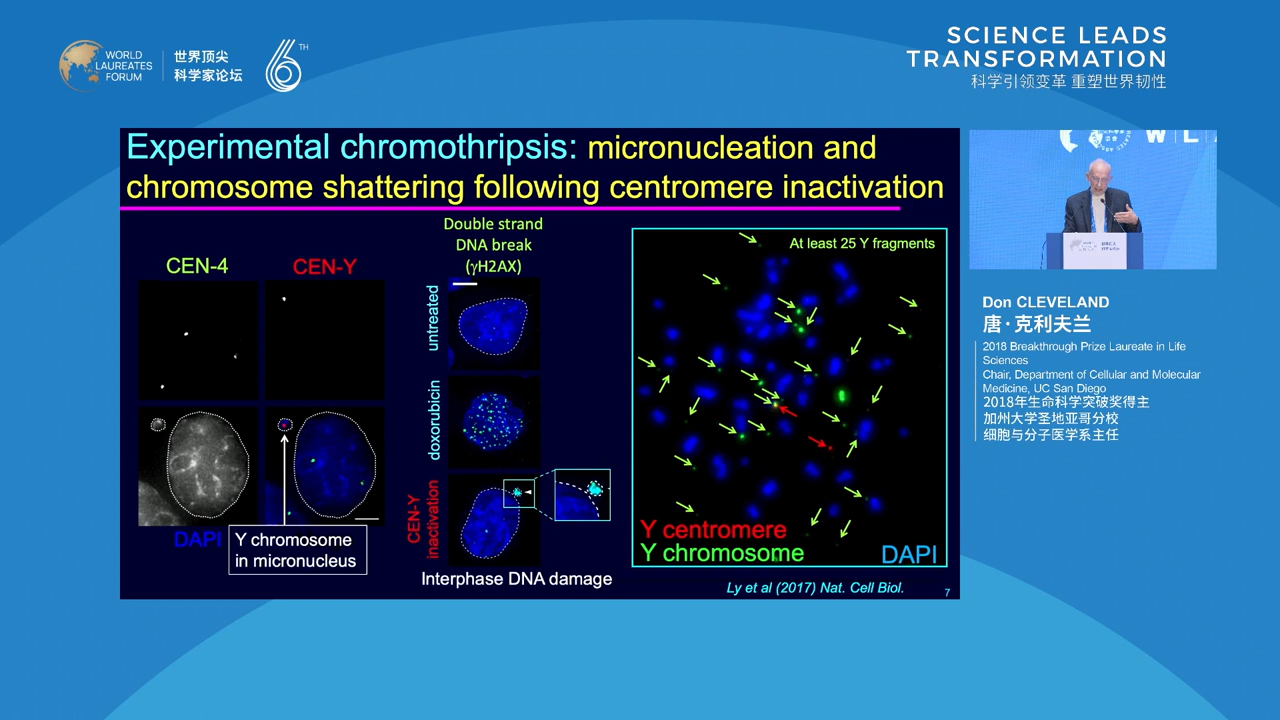 WORLD
LAUREATES
FORUM
世界顶尖
科学家论坛
6TH
SCIENCE LEADS
TRANSFORMATION
科学引领变革 重塑世界韧性
Experimental chromothripsis: micronucleation and
chromosome shattering following centromere inactivation
CEN-4
CEN-Y
DAPI
Y chromosome
in micronucleus
Double strand
DNA break
(γH2AX)
untreated
doxorubicin
CEN-Y
inactivation
Interphase DNA damage
At least 25 Y fragments
Y centromere
Y chromosome
DAPI
Ly et al (2017) Nat. Cell Biol.
7
Don CLEVELAND
唐·克利夫兰
2018 Breakthrough Prize Laureate in Life
Sciences
Chair, Department of Cellular and Molecular
Medicine, UC San Diego
2018年生命科学突破奖得主
加州大学圣地亚哥分校
细胞与分子医学系主任